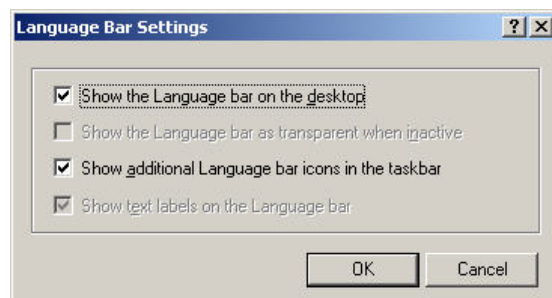 Language Bar Settings
Show the Language bar on the desktop
Show the Language bar as transparent when inactive
Show additional Language bar icons in the taskbar
Show text labels on the Language bar
OK Cancel